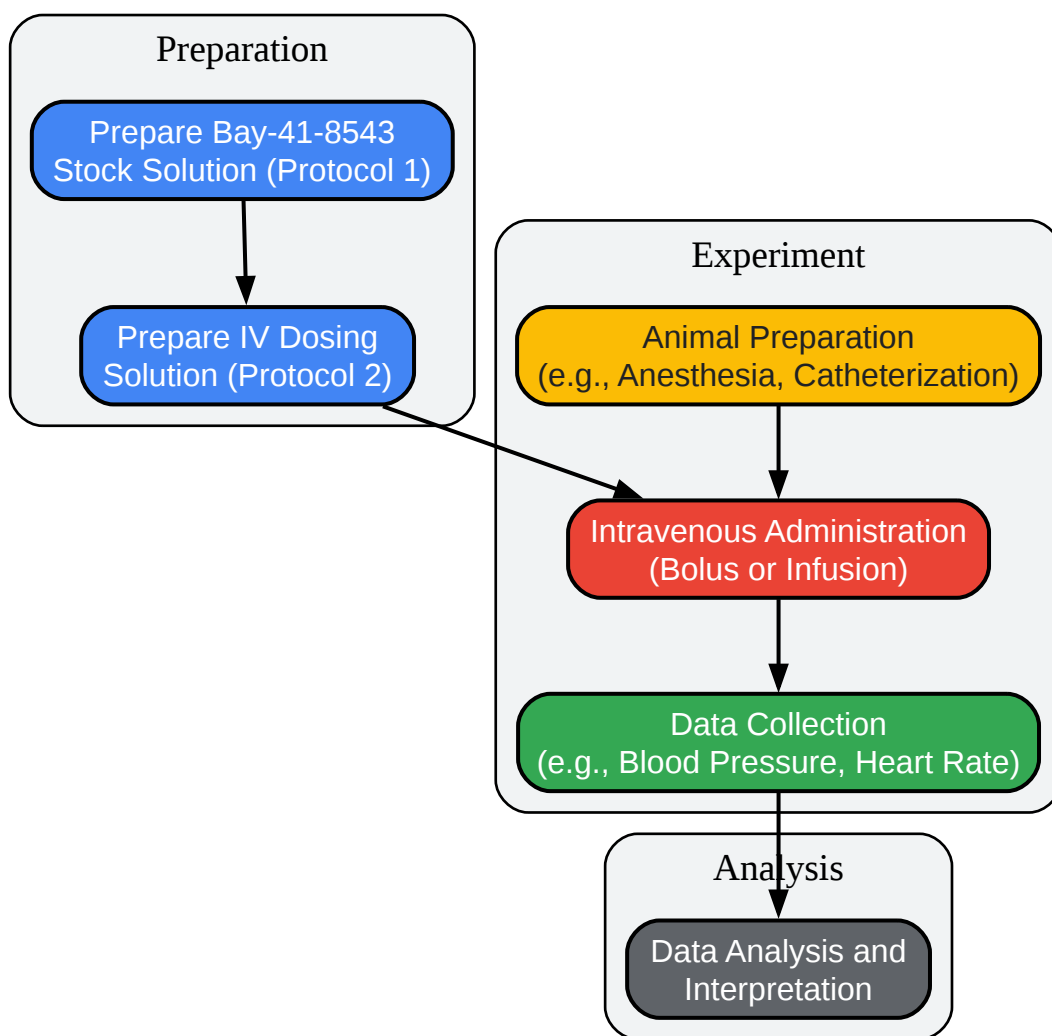 Preparation
Prepare Bay-41-8543
Stock Solution (Protocol 1)
Prepare IV Dosing
Solution (Protocol 2)
Experiment
Animal Preparation
(e.g., Anesthesia, Catheterization)
Intravenous Administration
(Bolus or Infusion)
Data Collection
(e.g., Blood Pressure, Heart Rate)
Analysis
Data Analysis and
Interpretation